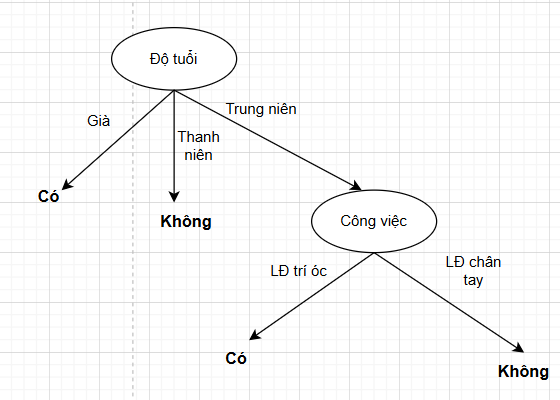 Độ tuổi
Già
Thanh
niên
Trung niên
Có
Không
Công việc
LĐ trí óc
LĐ chân
tay
Có
Không